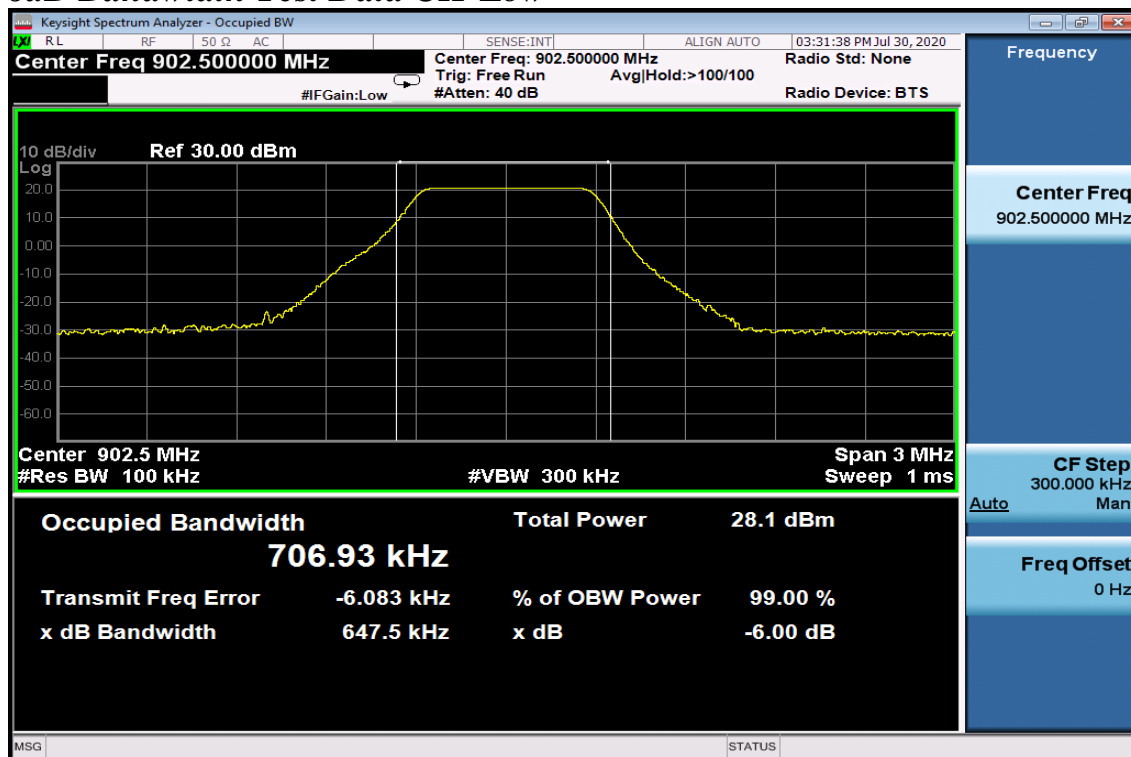 Keysight Spectrum Analyzer - Occupied BW
LXI RL RF 50 Ω AC SENSE:INT ALIGN AUTO 03:31:38 PM Jul 30, 2020
Center Freq 902.500000 MHz Center Freq: 902.500000 MHz Radio Std: None
Trig: Free Run Avg|Hold:>100/100
#IFGain:Low #Atten: 40 dB Radio Device: BTS
10 dB/div Ref 30.00 dBm
Log
20.0
10.0
0.00
-10.0
-20.0
-30.0
-40.0
-50.0
-60.0
Center 902.5 MHz Span 3 MHz
#Res BW 100 kHz #VBW 300 kHz Sweep 1 ms
Occupied Bandwidth Total Power 28.1 dBm
706.93 kHz
Transmit Freq Error -6.083 kHz % of OBW Power 99.00 %
x dB Bandwidth 647.5 kHz x dB -6.00 dB
MSG STATUS
Frequency
Center Freq
902.500000 MHz
CF Step
300.000 kHz
Auto Man
Freq Offset
0 Hz